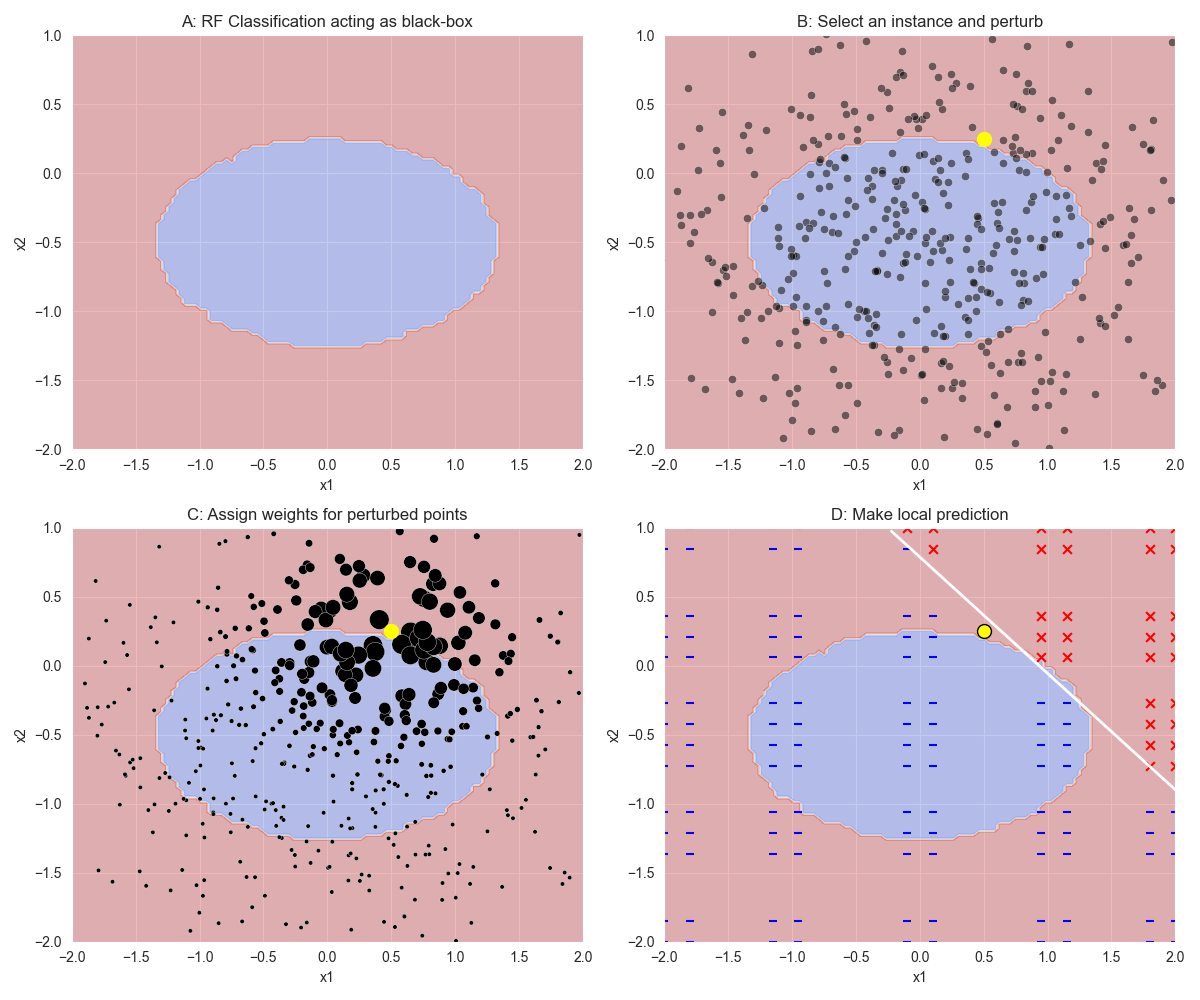 A: RF Classification acting as black-box
1.0
0.5
0.0
−0.5
−1.0
−1.5
−2.0
x2
−2.0 −1.5 −1.0 −0.5 0.0 0.5 1.0 1.5 2.0
x1
B: Select an instance and perturb
1.0
0.5
0.0
−0.5
−1.0
−1.5
−2.0
x2
−2.0 −1.5 −1.0 −0.5 0.0 0.5 1.0 1.5 2.0
x1
C: Assign weights for perturbed points
1.0
0.5
0.0
−0.5
−1.0
−1.5
−2.0
x2
−2.0 −1.5 −1.0 −0.5 0.0 0.5 1.0 1.5 2.0
x1
D: Make local prediction
1.0
0.5
0.0
−0.5
−1.0
−1.5
−2.0
x2
−2.0 −1.5 −1.0 −0.5 0.0 0.5 1.0 1.5 2.0
x1